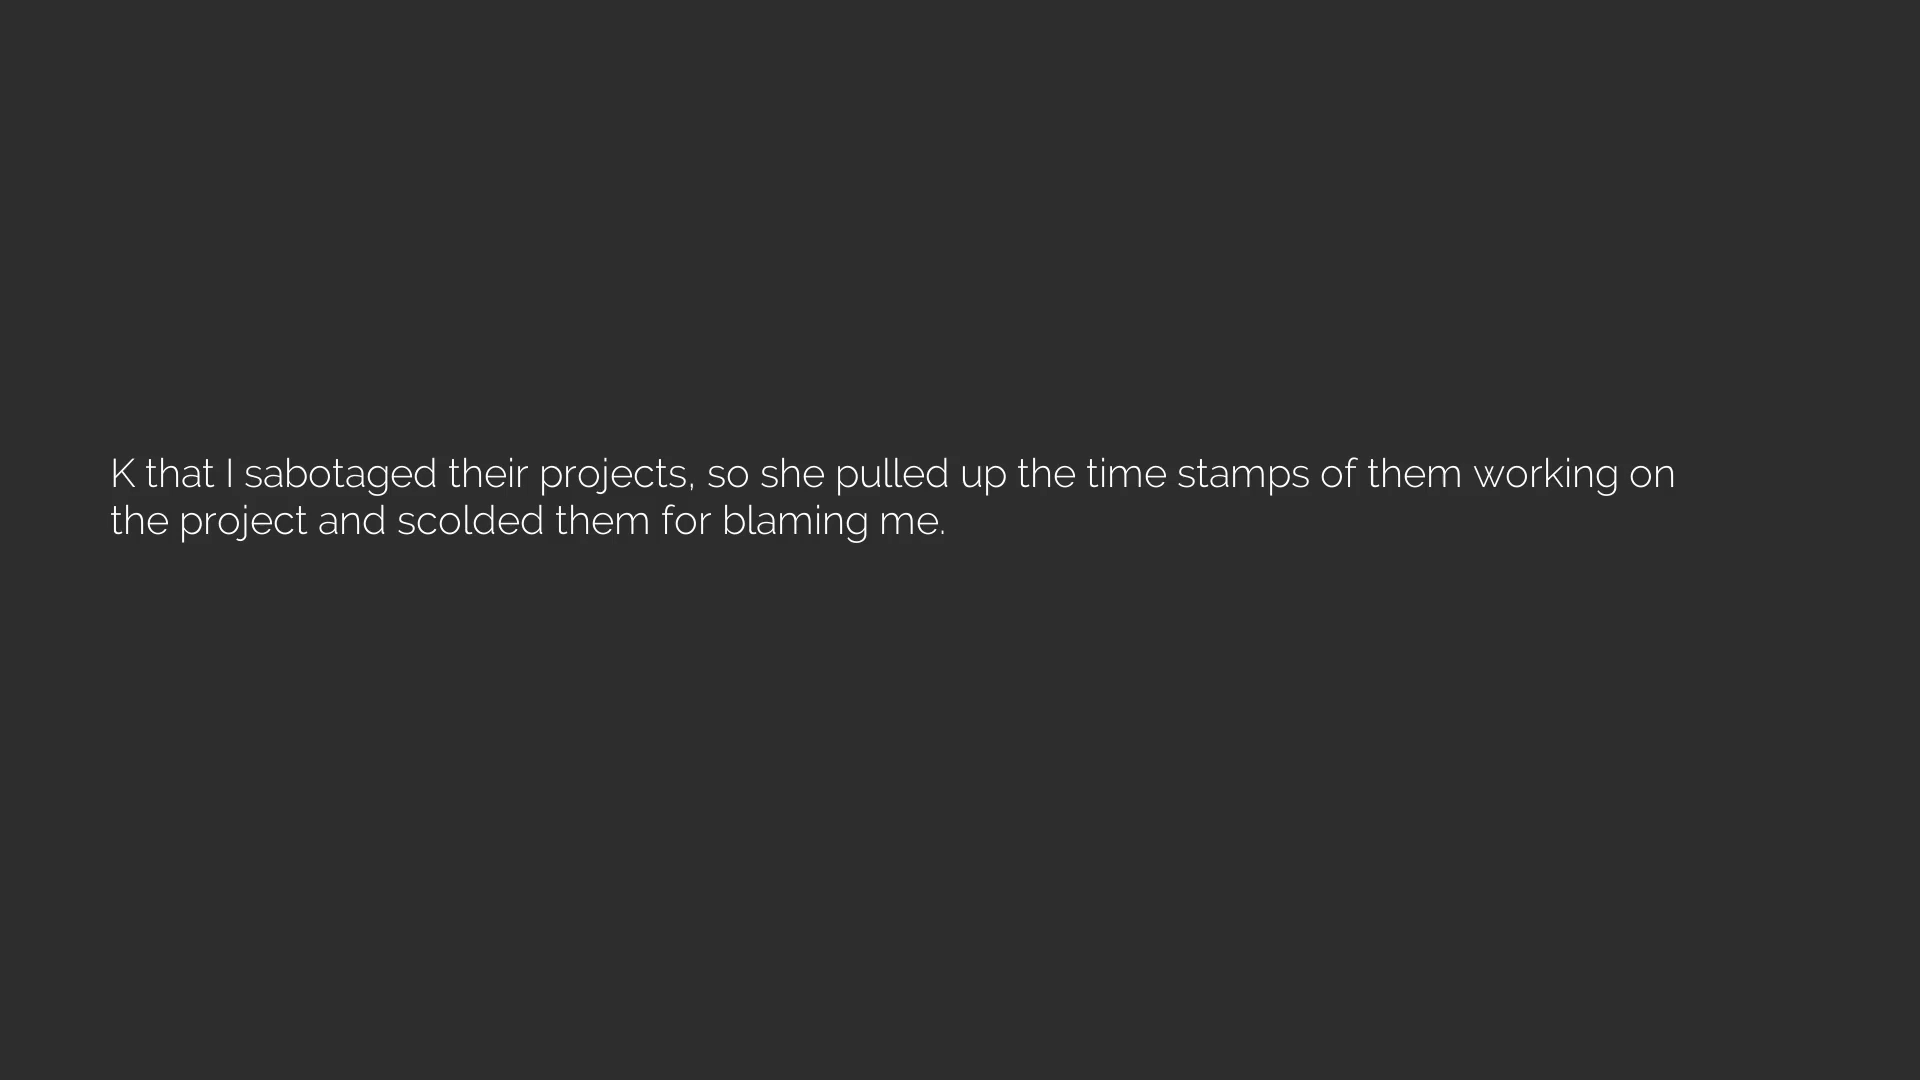 K that I sabotaged their projects, so she pulled up the time stamps of them working on
the project and scolded them for blaming me.